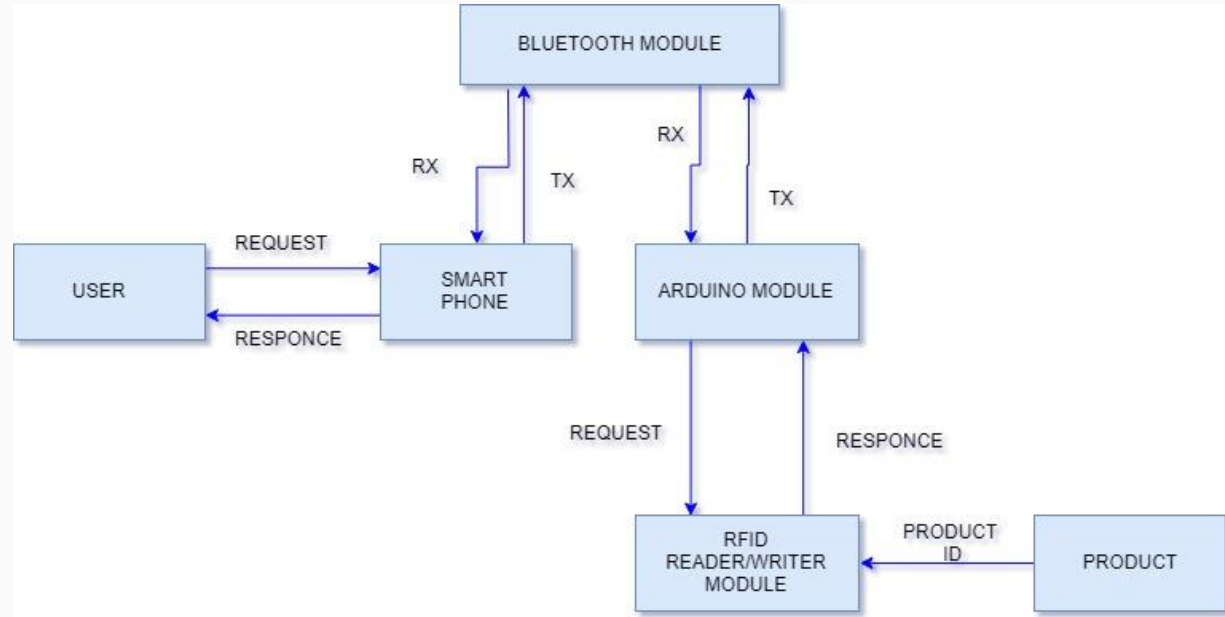 BLUETOOTH MODULE
RX
TX
RX
TX
USER
REQUEST
RESPONCE
SMART
PHONE
ARDUINO MODULE
REQUEST
RESPONCE
RFID
READER/WRITER
MODULE
PRODUCT
ID
PRODUCT